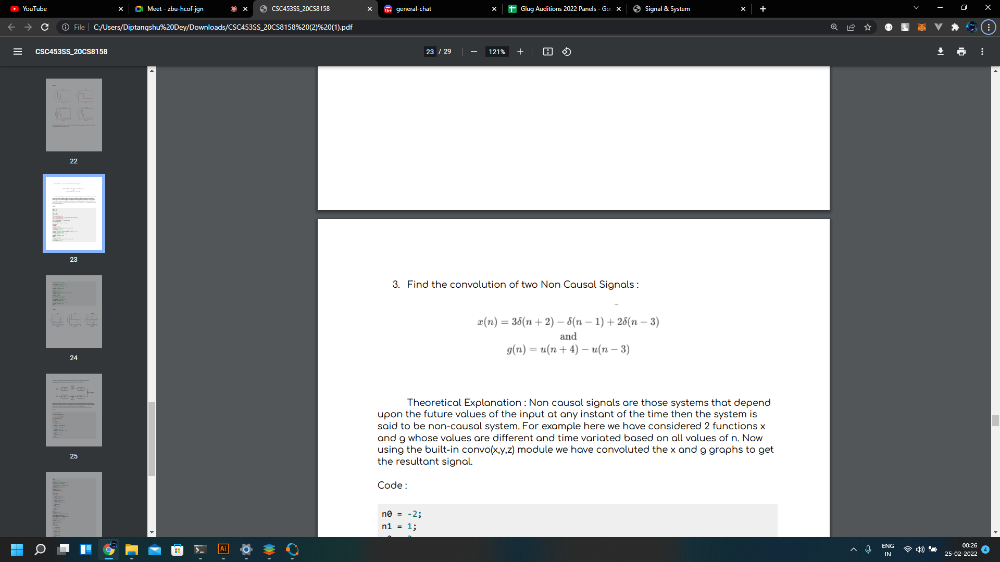 YouTube
Meet - zbu-hcof-jgn
CSC453SS_20CS8158
general-chat
Glug Auditions 2022 Panels - Goo
Signal & System
File
C:/Users/Diptangshu%20Dey/Downloads/CSC453SS_20CS8158%20(2)%20(1).pdf
CSC453SS_20CS8158
23 / 29
121%
22
23
24
25
3. Find the convolution of two Non Causal Signals :
x(n) = 3δ(n + 2) − δ(n − 1) + 2δ(n − 3)
and
g(n) = u(n + 4) − u(n − 3)
Theoretical Explanation : Non causal signals are those systems that depend
upon the future values of the input at any instant of the time then the system is
said to be non-causal system. For example here we have considered 2 functions x
and g whose values are different and time variated based on all values of n. Now
using the built-in convo(x,y,z) module we have convoluted the x and g graphs to get
the resultant signal.
Code :
n0 = -2;
n1 = 1;
Ai
ENG
IN
00:26
25-02-2022
4